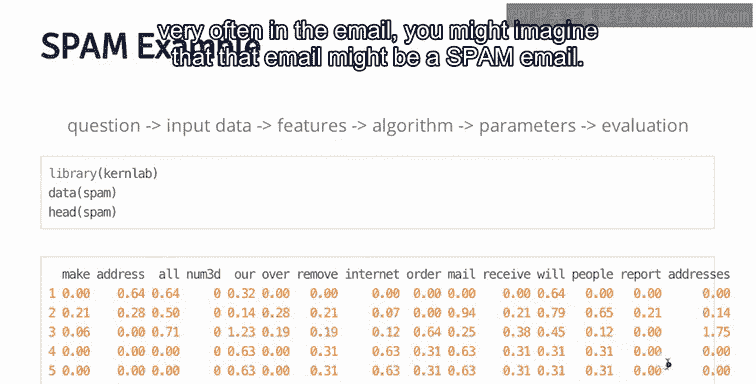 SPAM Example
very often in the email, you might imagine
that that email might be a SPAM email.
question -> input data -> features -> algorithm -> parameters -> evaluation
library(kernlab)
data(spam)
head(spam)
make address all num3d our over remove internet order mail receive will people report addresses
1 0.00 0.64 0.64 0 0.32 0.00 0.00 0.00 0.00 0.00 0.00 0.64 0.00 0.00 0.00
2 0.21 0.28 0.50 0 0.14 0.28 0.21 0.07 0.00 0.94 0.21 0.79 0.65 0.21 0.14
3 0.06 0.00 0.71 0 1.23 0.19 0.19 0.12 0.64 0.25 0.38 0.45 0.12 0.00 1.75
4 0.00 0.00 0.00 0 0.63 0.00 0.31 0.63 0.31 0.63 0.31 0.31 0.31 0.00 0.00
5 0.00 0.00 0.00 0 0.63 0.00 0.31 0.63 0.31 0.63 0.31 0.31 0.31 0.00 0.00